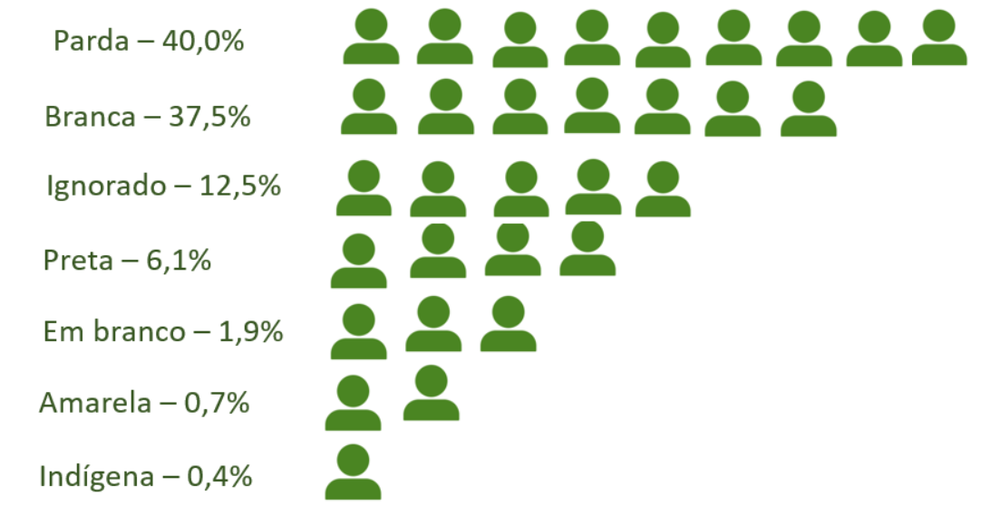 Parda – 40,0%
Branca – 37,5%
Ignorado – 12,5%
Preta – 6,1%
Em branco – 1,9%
Amarela – 0,7%
Indígena – 0,4%